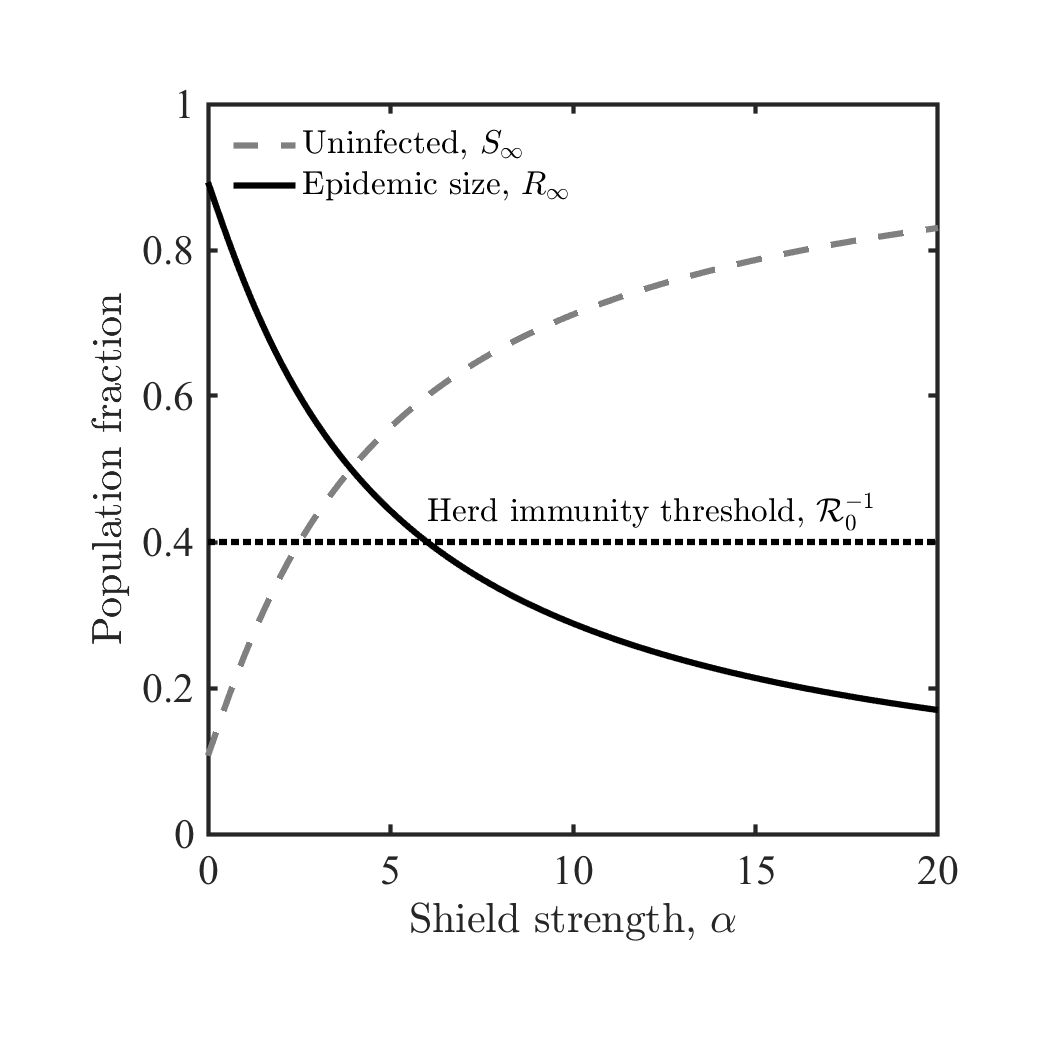 1
Uninfected, S∞
Epidemic size, R∞
0.8
0.6
Herd immunity threshold, ℛ₀⁻¹
0.4
0.2
0
0 5 10 15 20
Population fraction
Shield strength, α